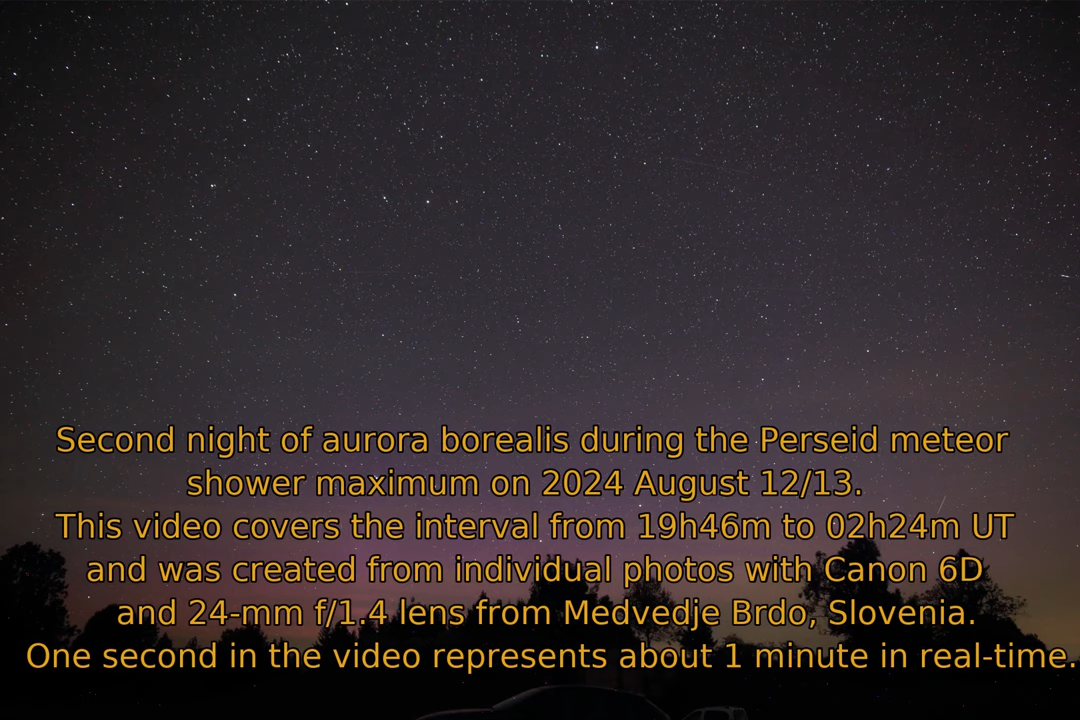 Second night of aurora borealis during the Perseid meteor
shower maximum on 2024 August 12/13.
This video covers the interval from 19h46m to 02h24m UT
and was created from individual photos with Canon 6D
and 24-mm f/1.4 lens from Medvedje Brdo, Slovenia.
One second in the video represents about 1 minute in real-time.